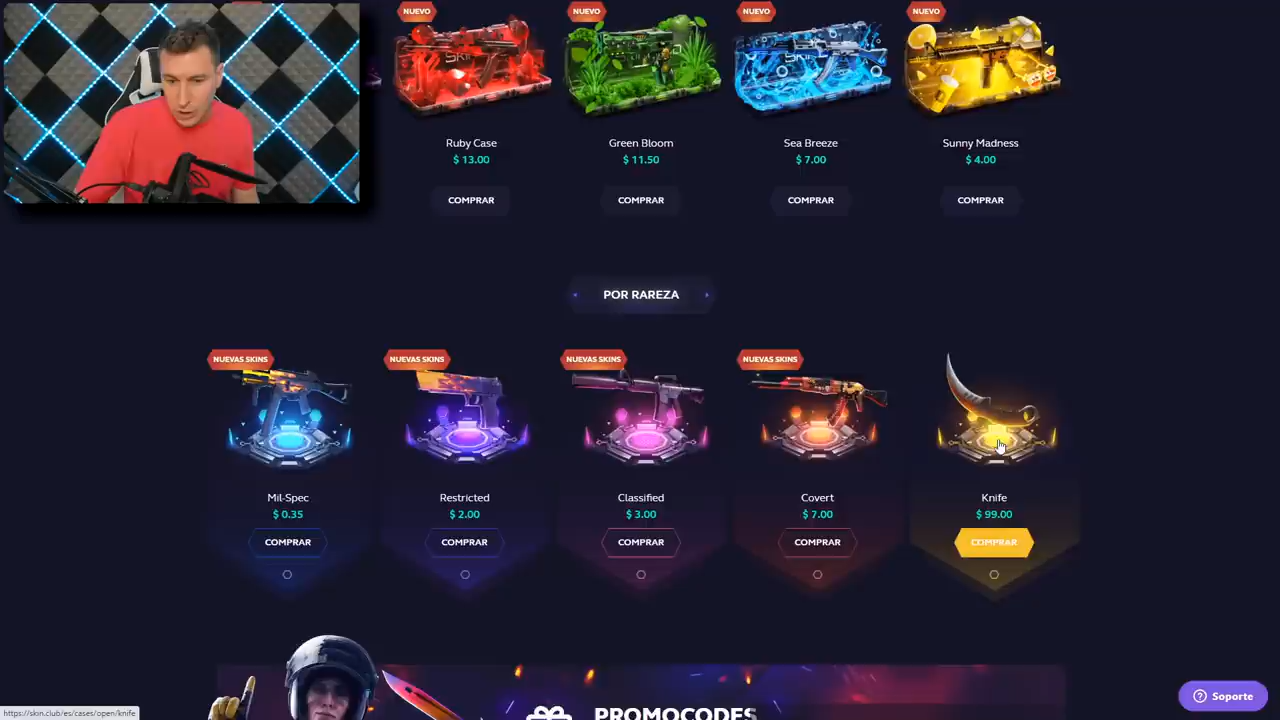 NUEVO
NUEVO
NUEVO
NUEVO
Ruby Case
$ 13.00
COMPRAR
Green Bloom
$ 11.50
COMPRAR
Sea Breeze
$ 7.00
COMPRAR
Sunny Madness
$ 4.00
COMPRAR
POR RAREZA
NUEVAS SKINS
NUEVAS SKINS
NUEVAS SKINS
NUEVAS SKINS
Mil-Spec
$ 0.35
COMPRAR
Restricted
$ 2.00
COMPRAR
Classified
$ 3.00
COMPRAR
Covert
$ 7.00
COMPRAR
Knife
$ 99.00
COMPRAR
PROMOCODES
Soporte
https://skin.club/es/cases/open/knife